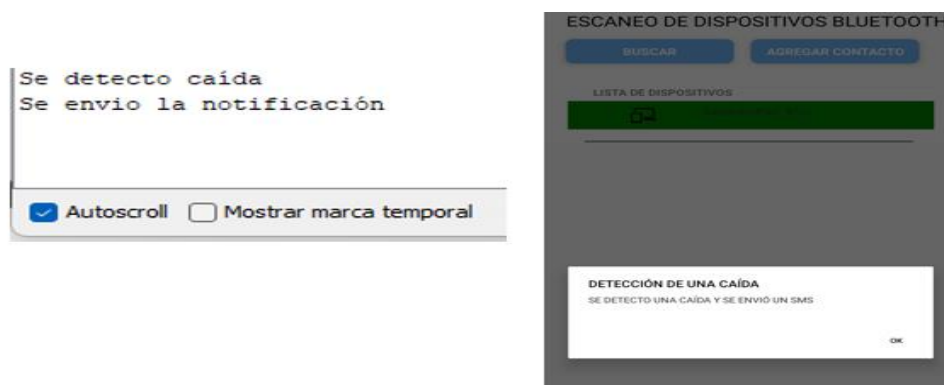 Se detecto caída
Se envio la notificación
Autoscroll Mostrar marca temporal
ESCANEO DE DISPOSITIVOS BLUETOOTH
BUSCAR AGREGAR CONTACTO
LISTA DE DISPOSITIVOS
DETECCIÓN DE UNA CAÍDA
SE DETECTO UNA CAÍDA Y SE ENVIÓ UN SMS
OK